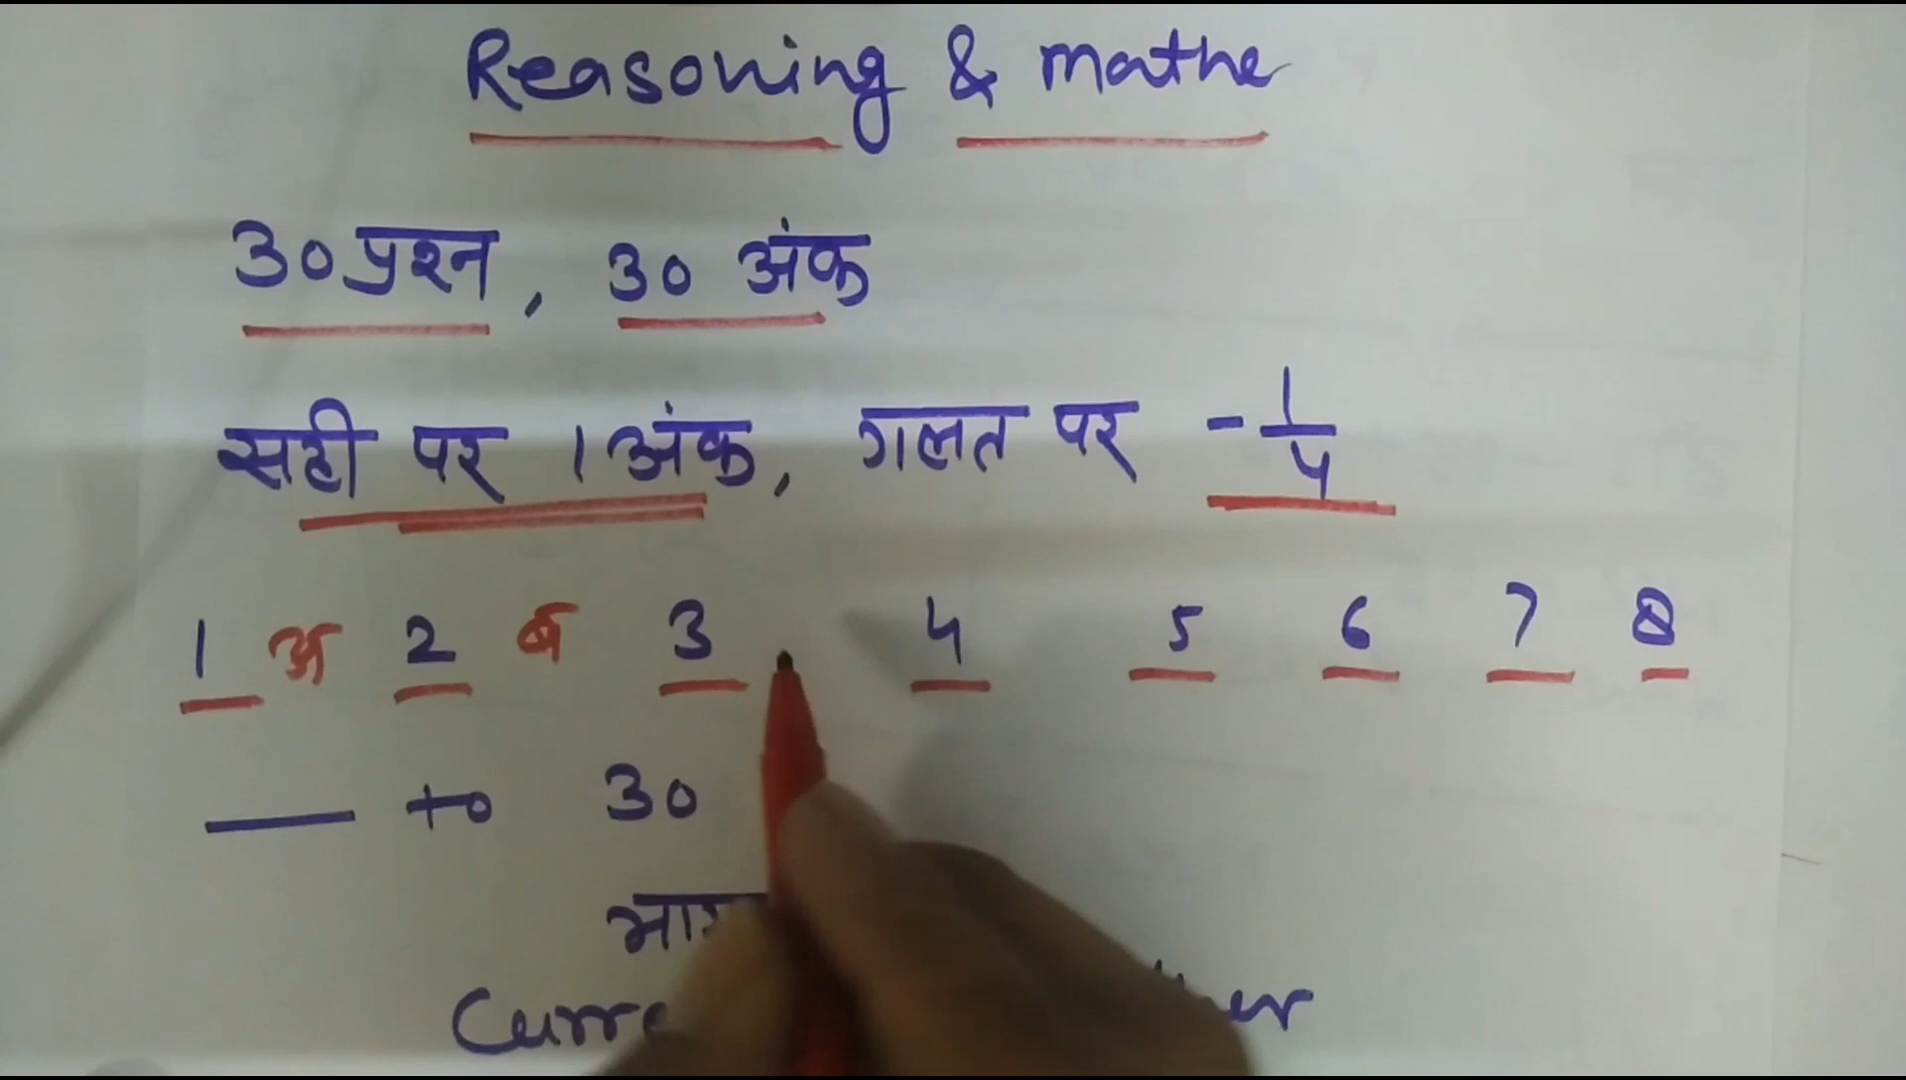 Reasoning & mathe
30 प्रश्न, 30 अंक
सही पर 1 अंक, गलत पर - 1/4
1 अ 2 ब 3 4 5 6 7 8
— to 30